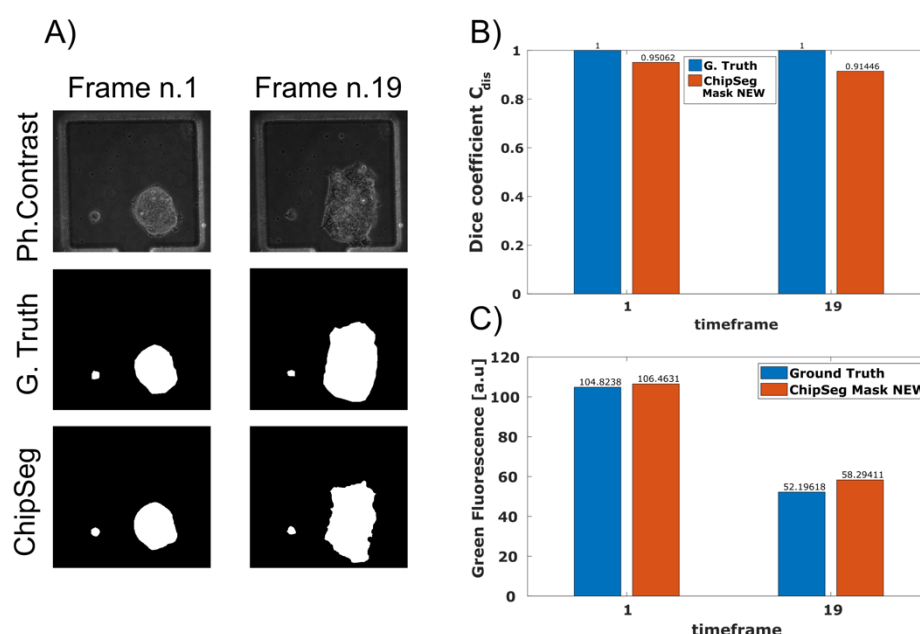 A)
Frame n.1
Frame n.19
Ph.Contrast
G. Truth
ChipSeg
B)
Dice coefficient C_dis
1
0.8
0.6
0.4
0.2
0
1
0.95062
1
0.91446
G. Truth
ChipSeg
Mask NEW
1
19
timeframe
C)
Green Fluorescence [a.u]
120
100
80
60
40
20
0
104.8238
106.4631
52.19618
58.29411
Ground Truth
ChipSeg Mask NEW
1
19
timeframe